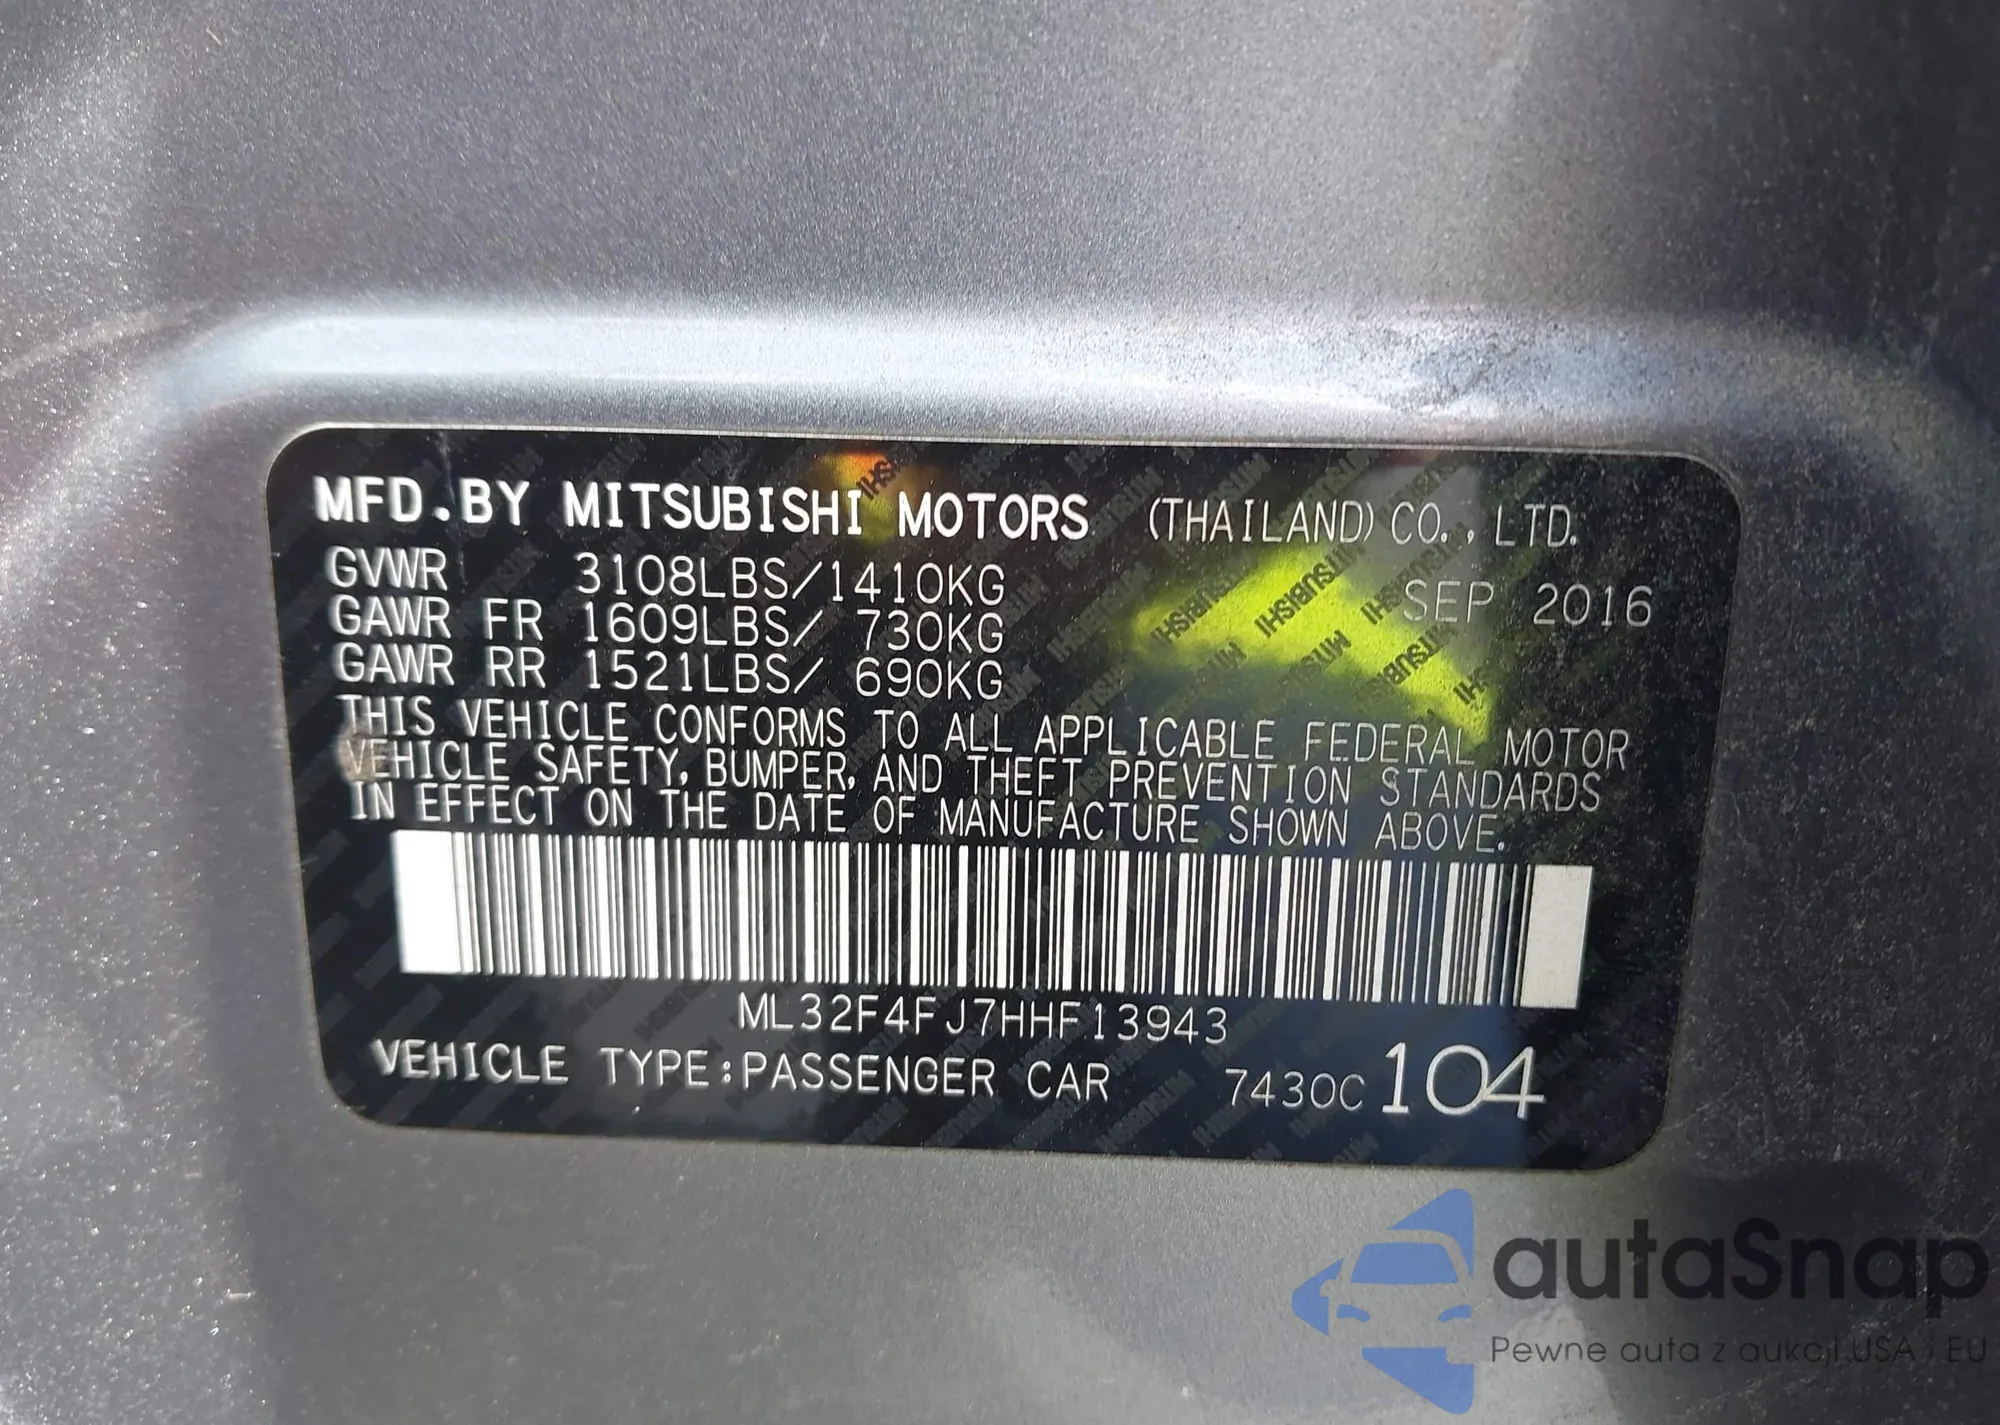 MFD.BY MITSUBISHI MOTORS (THAILAND) CO., LTD.
GVWR 3108LBS/1410KG SEP 2016
GAWR FR 1609LBS/ 730KG
GAWR RR 1521LBS/ 690KG
THIS VEHICLE CONFORMS TO ALL APPLICABLE FEDERAL MOTOR
VEHICLE SAFETY, BUMPER, AND THEFT PREVENTION STANDARDS
IN EFFECT ON THE DATE OF MANUFACTURE SHOWN ABOVE.
ML32F4FJ7HHF13943
VEHICLE TYPE:PASSENGER CAR 7430C 104
autaSnap
Pewne auta z aukcji USA i EU